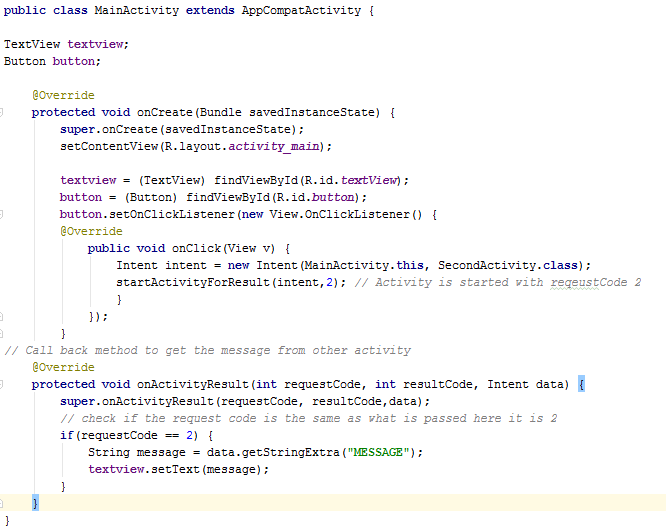 public class MainActivity extends AppCompatActivity {
TextView textview;
Button button;
@Override
protected void onCreate(Bundle savedInstanceState) {
super.onCreate(savedInstanceState);
setContentView(R.layout.activity_main);
textview = (TextView) findViewById(R.id.textView);
button = (Button) findViewById(R.id.button);
button.setOnClickListener(new View.OnClickListener() {
@Override
public void onClick(View v) {
Intent intent = new Intent(MainActivity.this, SecondActivity.class);
startActivityForResult(intent,2); // Activity is started with reqeustCode 2
}
});
}
// Call back method to get the message from other activity
@Override
protected void onActivityResult(int requestCode, int resultCode, Intent data) {
super.onActivityResult(requestCode, resultCode,data);
// check if the request code is the same as what is passed here it is 2
if(requestCode == 2) {
String message = data.getStringExtra("MESSAGE");
textview.setText(message);
}
}
}